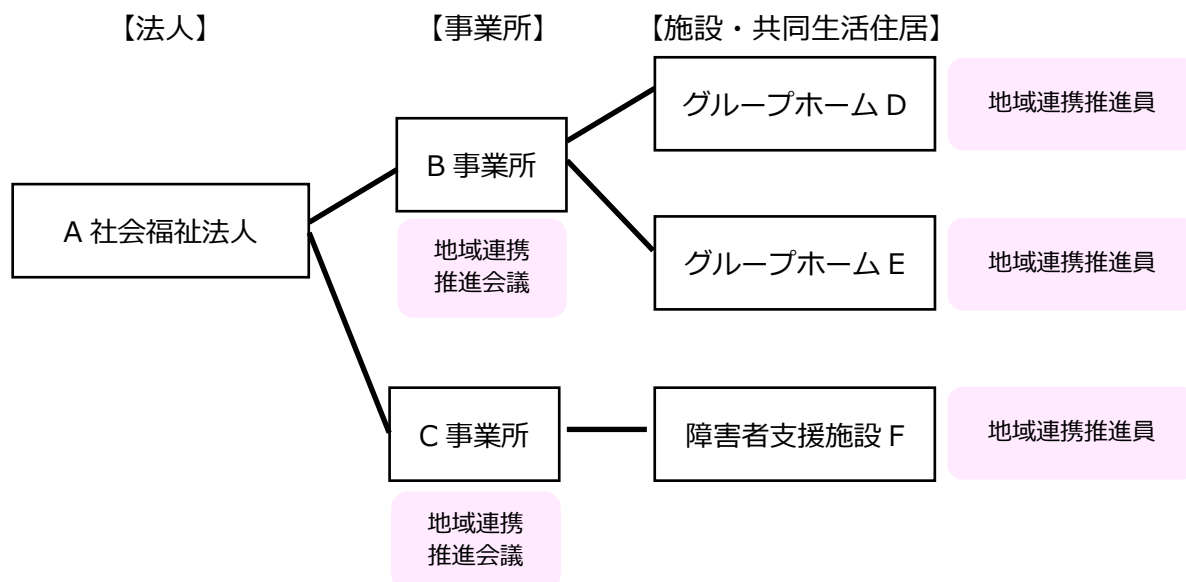 【法人】 【事業所】 【施設・共同生活住居】
グループホーム D
地域連携推進員
B 事業所
A 社会福祉法人
地域連携
推進会議
グループホーム E
地域連携推進員
C 事業所
障害者支援施設 F
地域連携推進員
地域連携
推進会議